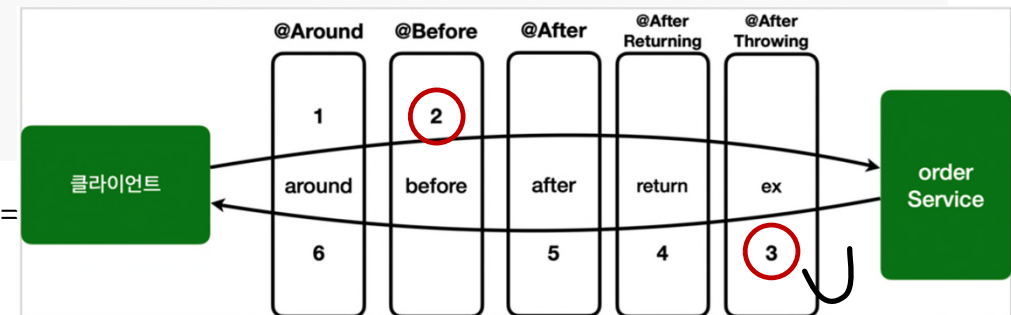 @Around @Before @After @After Returning @After Throwing
1 2
클라이언트 around before after return ex order Service
=
6 5 4 3